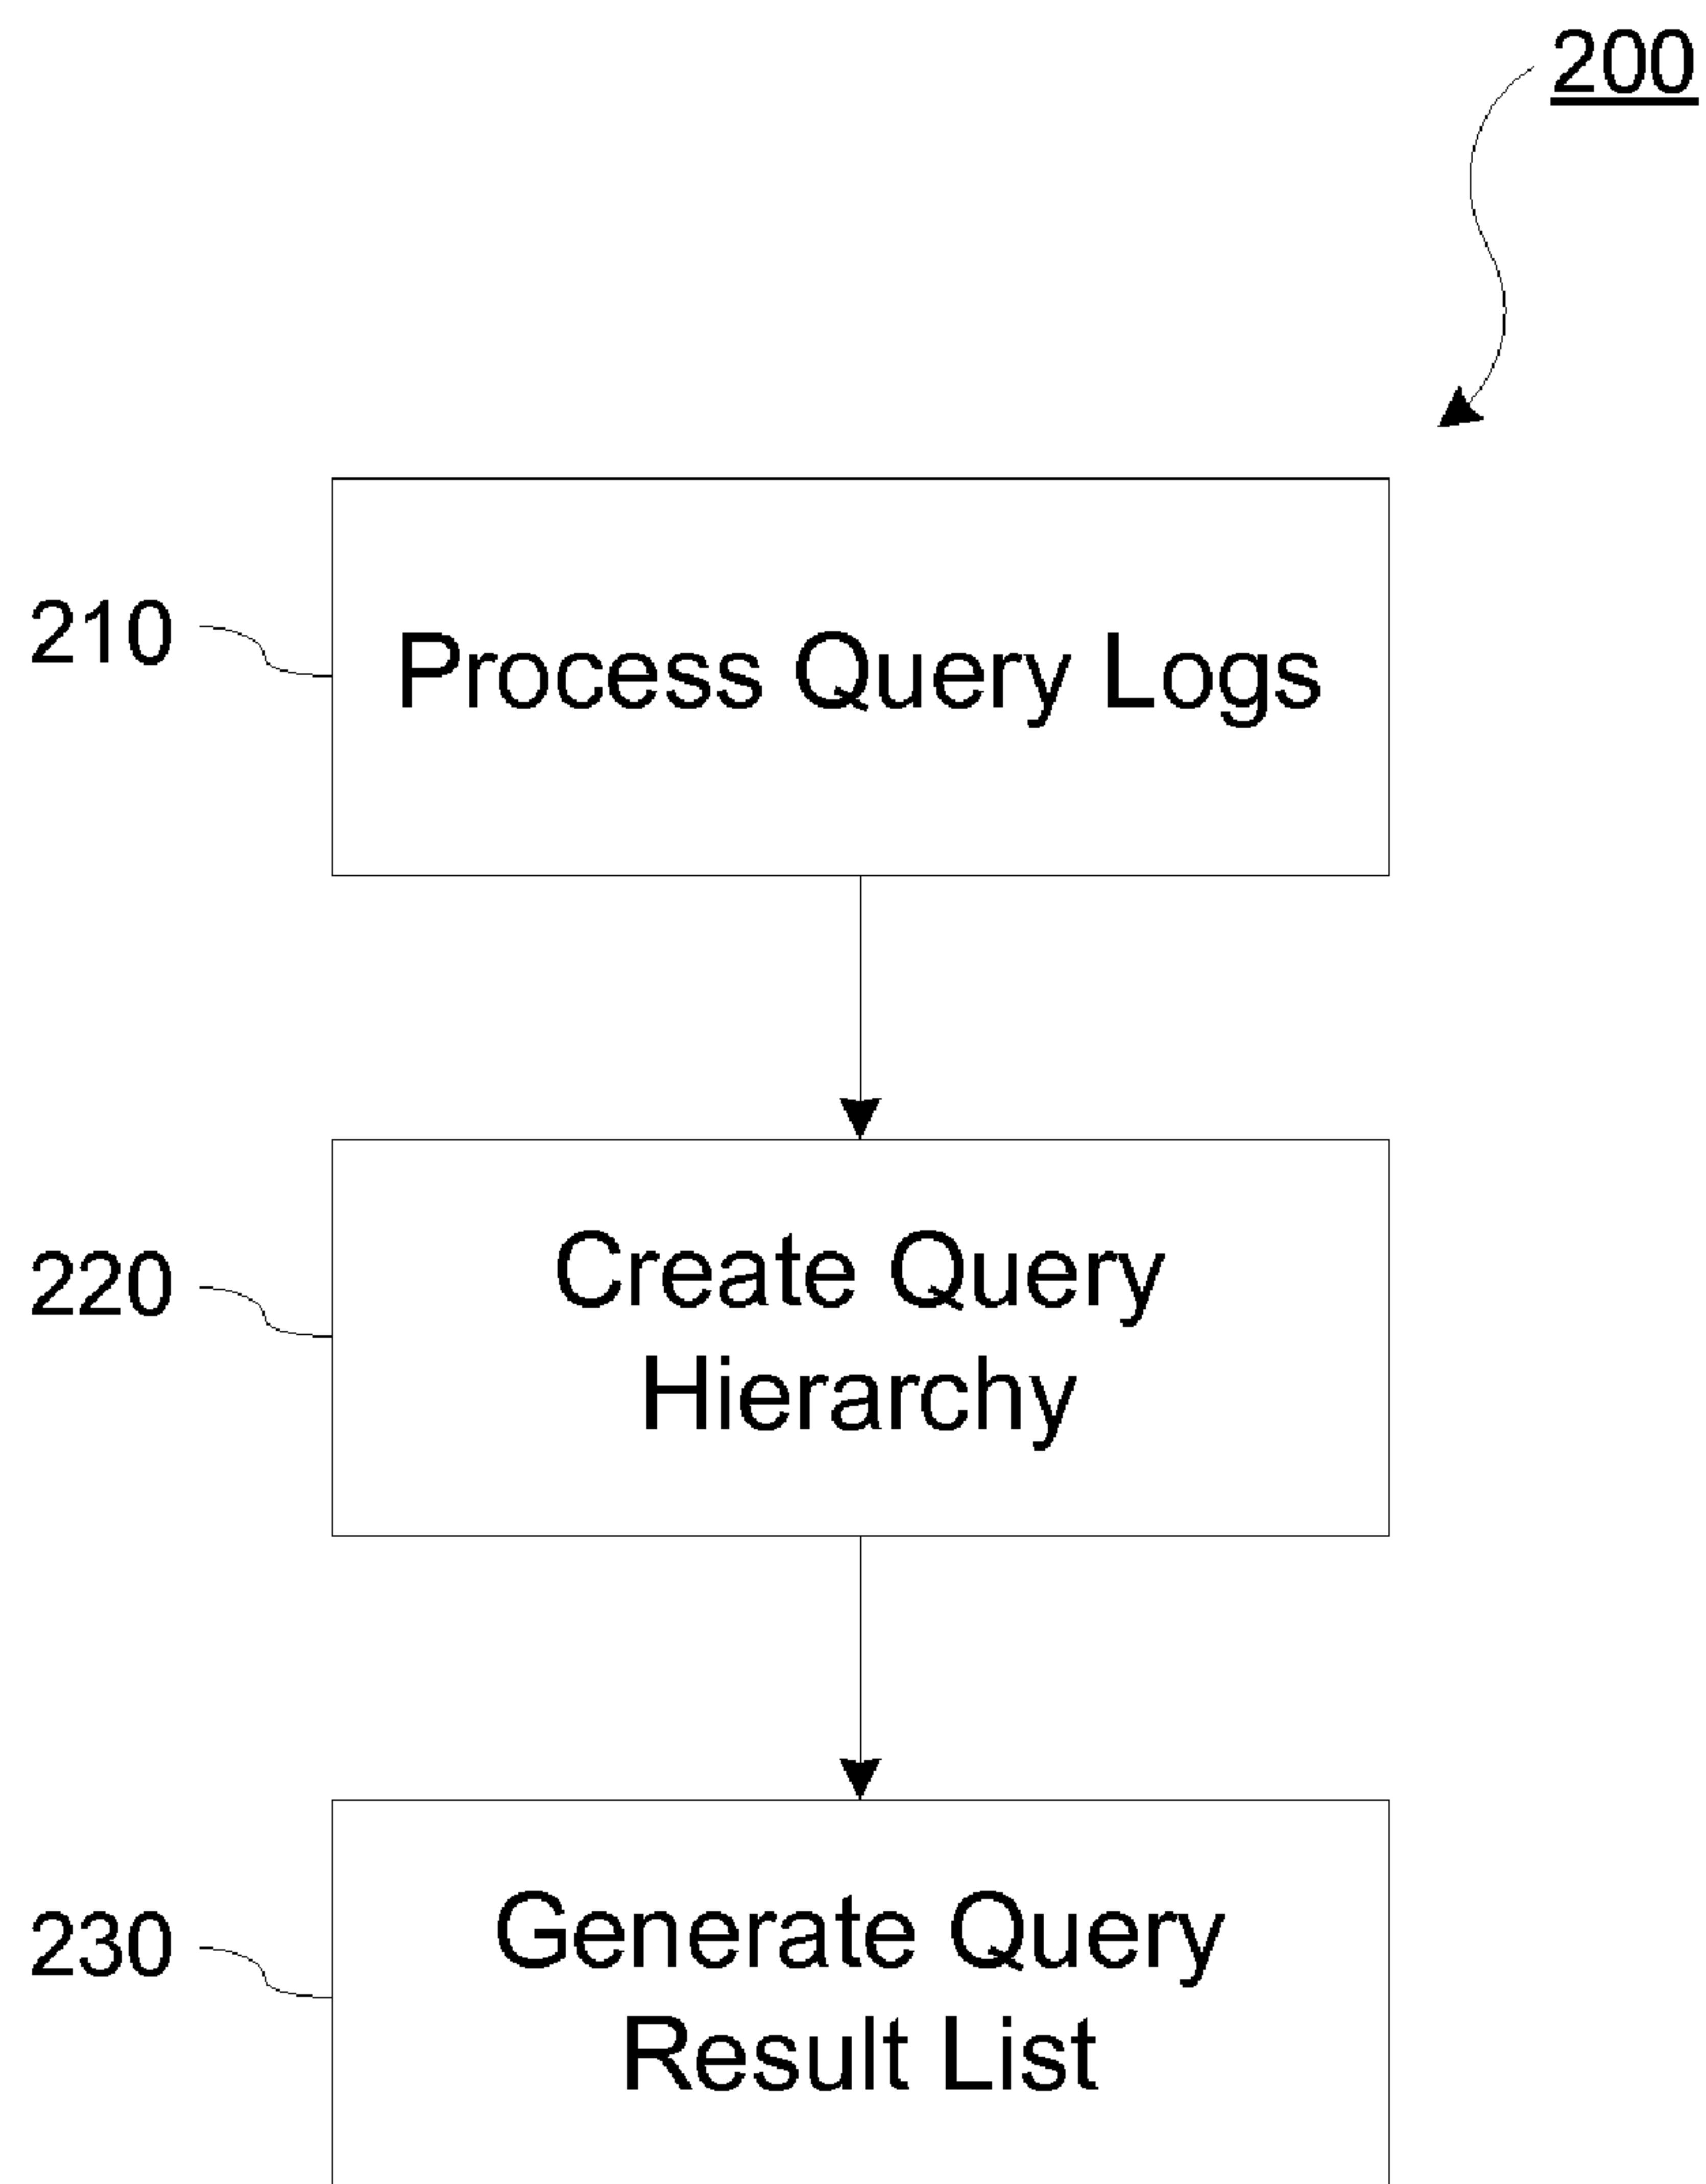 200
210
Process Query Logs
220
Create Query
Hierarchy
230
Generate Query
Result List